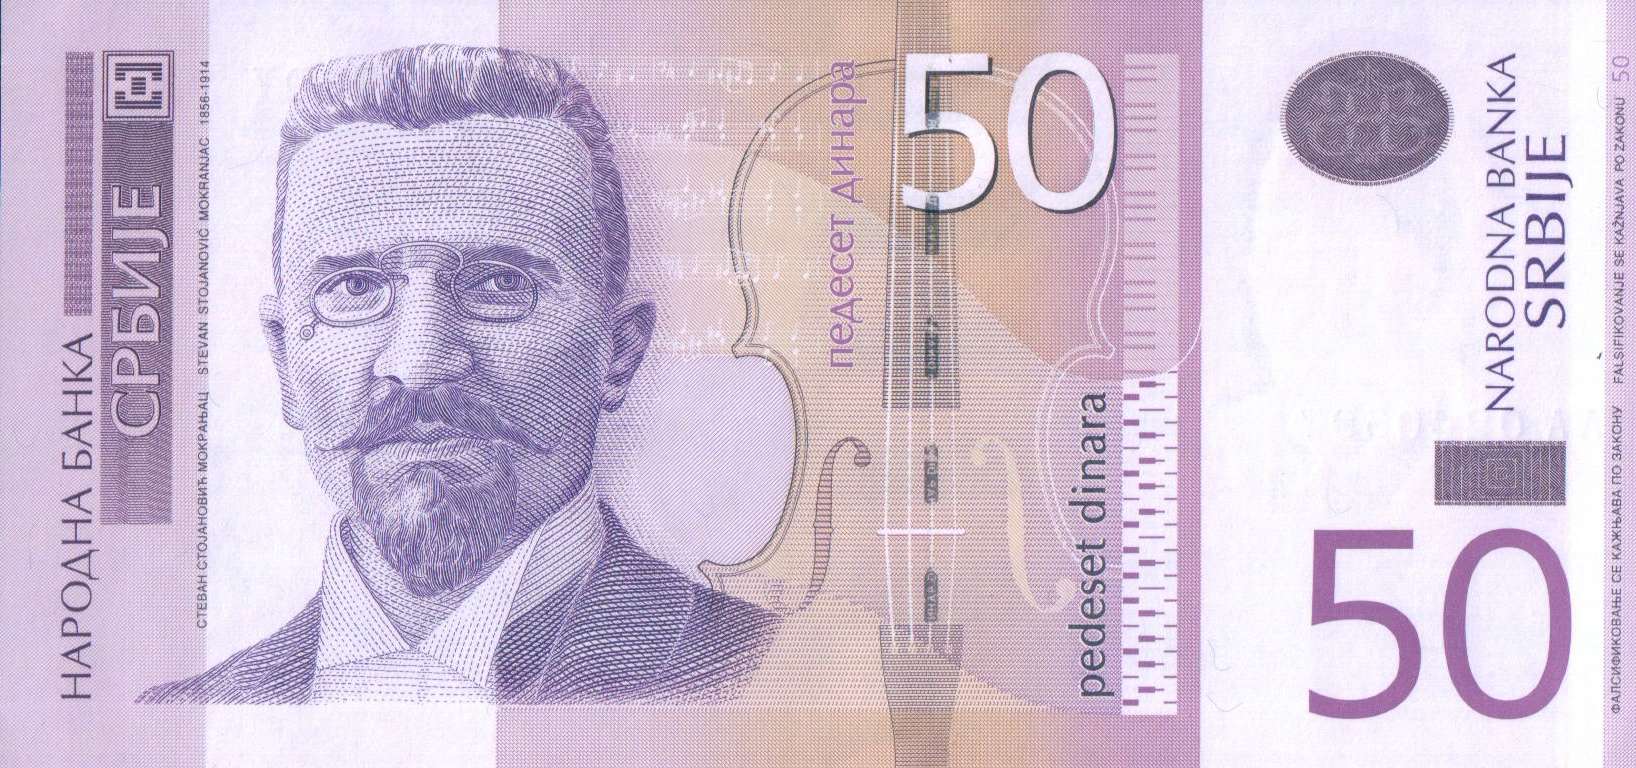 НАРОДНА БАНКА
СРБИЈЕ
СТЕВАН СТОЈАНОВИЋ МОКРАЊАЦ STEVAN STOJANOVIĆ MOKRANJAC 1856-1914
педесет динара
50
pedeset dinara
NARODNA BANKA
SRBIJE
50
ФАЛСИФИКОВАЊЕ СЕ КАЖЊАВА ПО ЗАКОНУ FALSIFIKOVANJE SE KAŽNJAVA PO ZAKONU 50